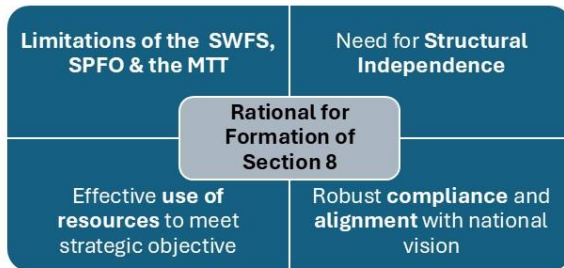 Limitations of the SWFS,
SPFO & the MTT
Need for Structural
Independence
Rational for
Formation of
Section 8
Effective use of
resources to meet
strategic objective
Robust compliance and
alignment with national
vision